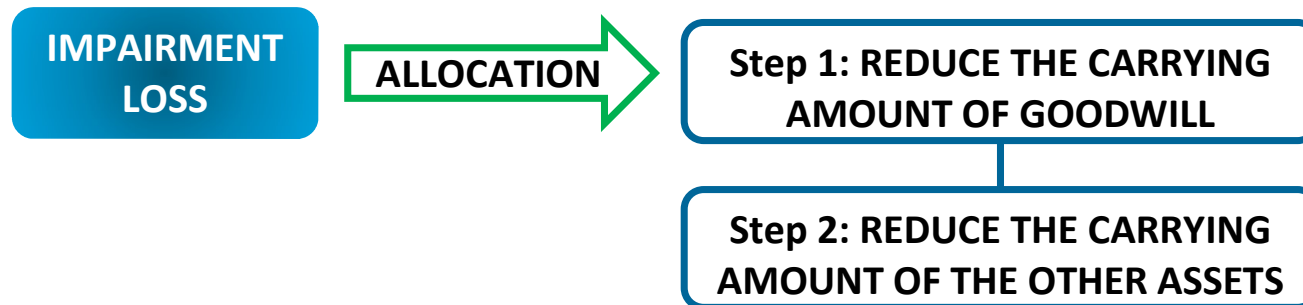 IMPAIRMENT
LOSS
ALLOCATION
Step 1: REDUCE THE CARRYING
AMOUNT OF GOODWILL
Step 2: REDUCE THE CARRYING
AMOUNT OF THE OTHER ASSETS